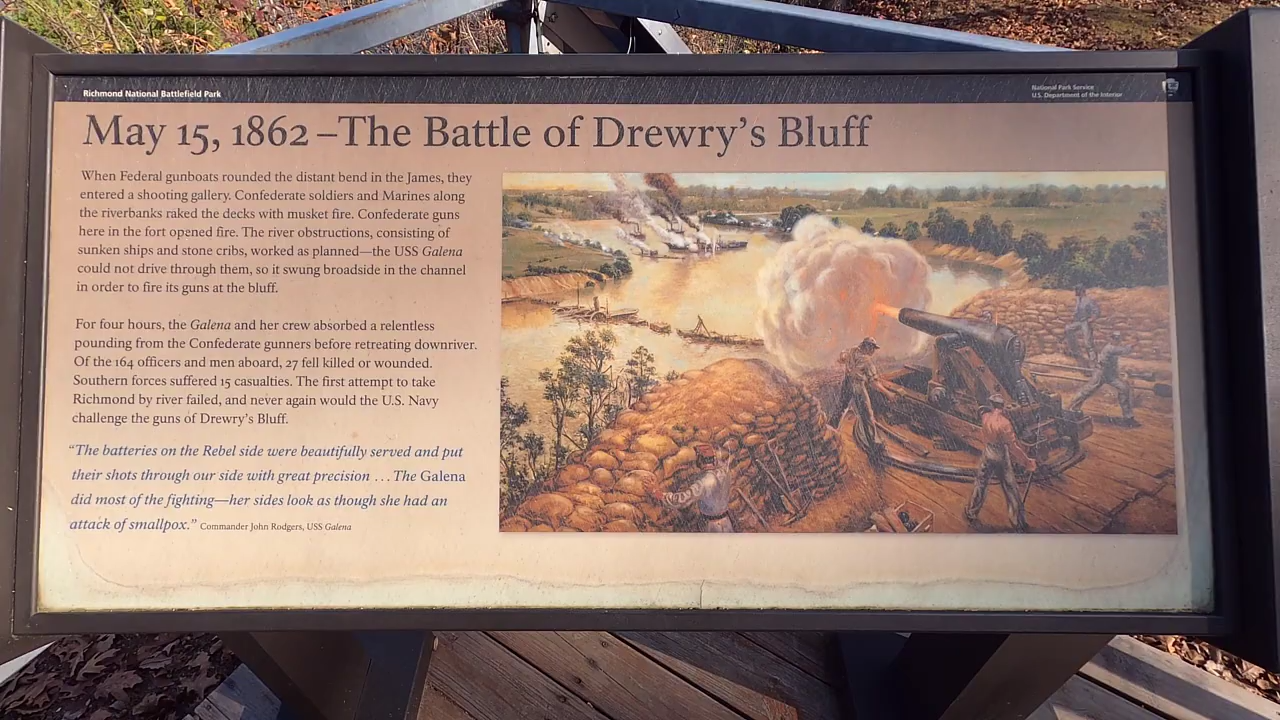 Richmond National Battlefield Park
National Park Service
U.S. Department of the Interior
May 15, 1862 –The Battle of Drewry's Bluff
When Federal gunboats rounded the distant bend in the James, they
entered a shooting gallery. Confederate soldiers and Marines along
the riverbanks raked the decks with musket fire. Confederate guns
here in the fort opened fire. The river obstructions, consisting of
sunken ships and stone cribs, worked as planned—the USS Galena
could not drive through them, so it swung broadside in the channel
in order to fire its guns at the bluff.
For four hours, the Galena and her crew absorbed a relentless
pounding from the Confederate gunners before retreating downriver.
Of the 164 officers and men aboard, 27 fell killed or wounded.
Southern forces suffered 15 casualties. The first attempt to take
Richmond by river failed, and never again would the U.S. Navy
challenge the guns of Drewry's Bluff.
“The batteries on the Rebel side were beautifully served and put
their shots through our side with great precision . . . The Galena
did most of the fighting—her sides look as though she had an
attack of smallpox.” Commander John Rodgers, USS Galena